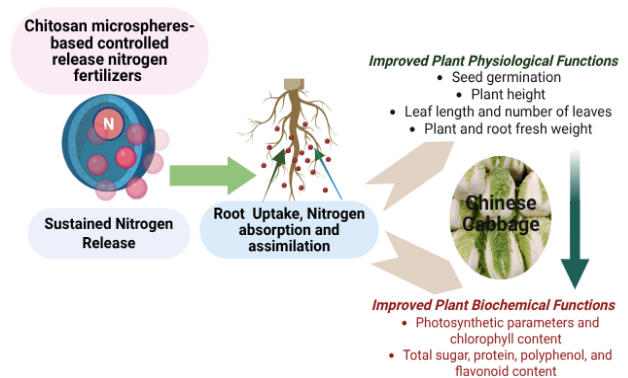 Chitosan microspheres-
based controlled
release nitrogen
fertilizers
N
Sustained Nitrogen
Release
Root Uptake, Nitrogen
absorption and
assimilation
Improved Plant Physiological Functions
• Seed germination
• Plant height
• Leaf length and number of leaves
• Plant and root fresh weight
Chinese
Cabbage
Improved Plant Biochemical Functions
• Photosynthetic parameters and
chlorophyll content
• Total sugar, protein, polyphenol, and
flavonoid content